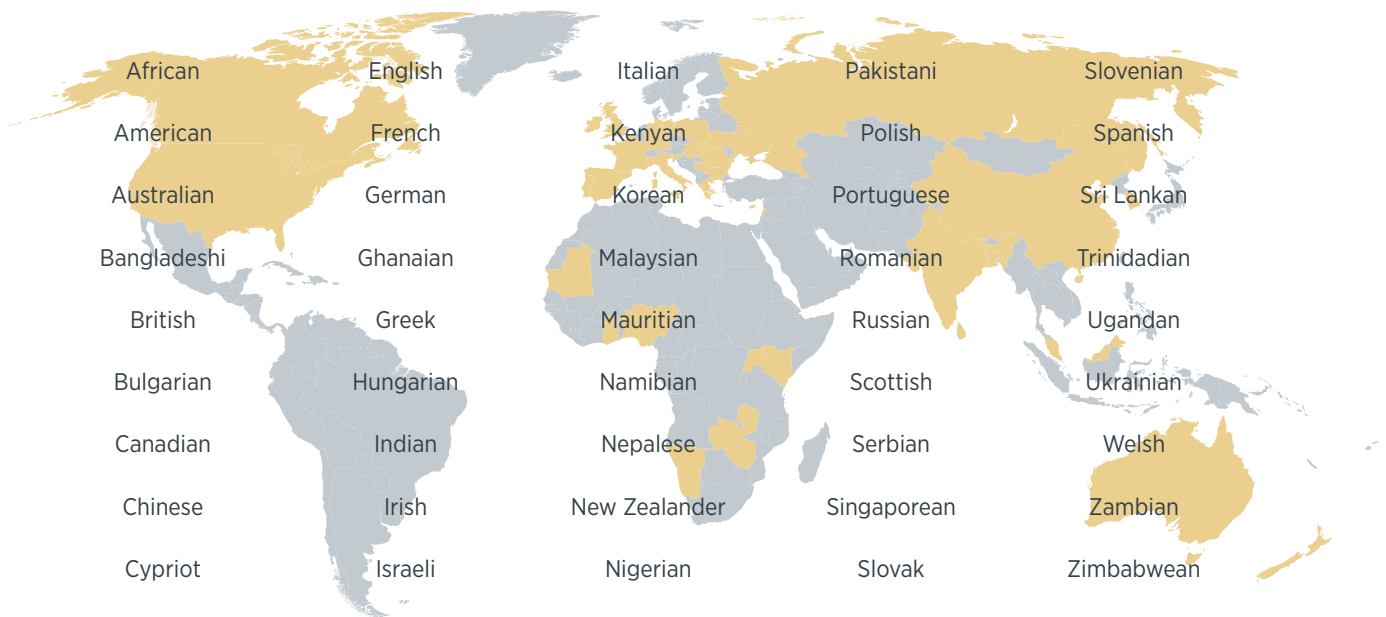 African
American
Australian
Bangladeshi
British
Bulgarian
Canadian
Chinese
Cypriot
English
French
German
Ghanaian
Greek
Hungarian
Indian
Irish
Israeli
Italian
Kenyan
Korean
Malaysian
Mauritian
Namibian
Nepalese
New Zealander
Nigerian
Pakistani
Polish
Portuguese
Romanian
Russian
Scottish
Serbian
Singaporean
Slovak
Slovenian
Spanish
Sri Lankan
Trinidadian
Ugandan
Ukrainian
Welsh
Zambian
Zimbabwean